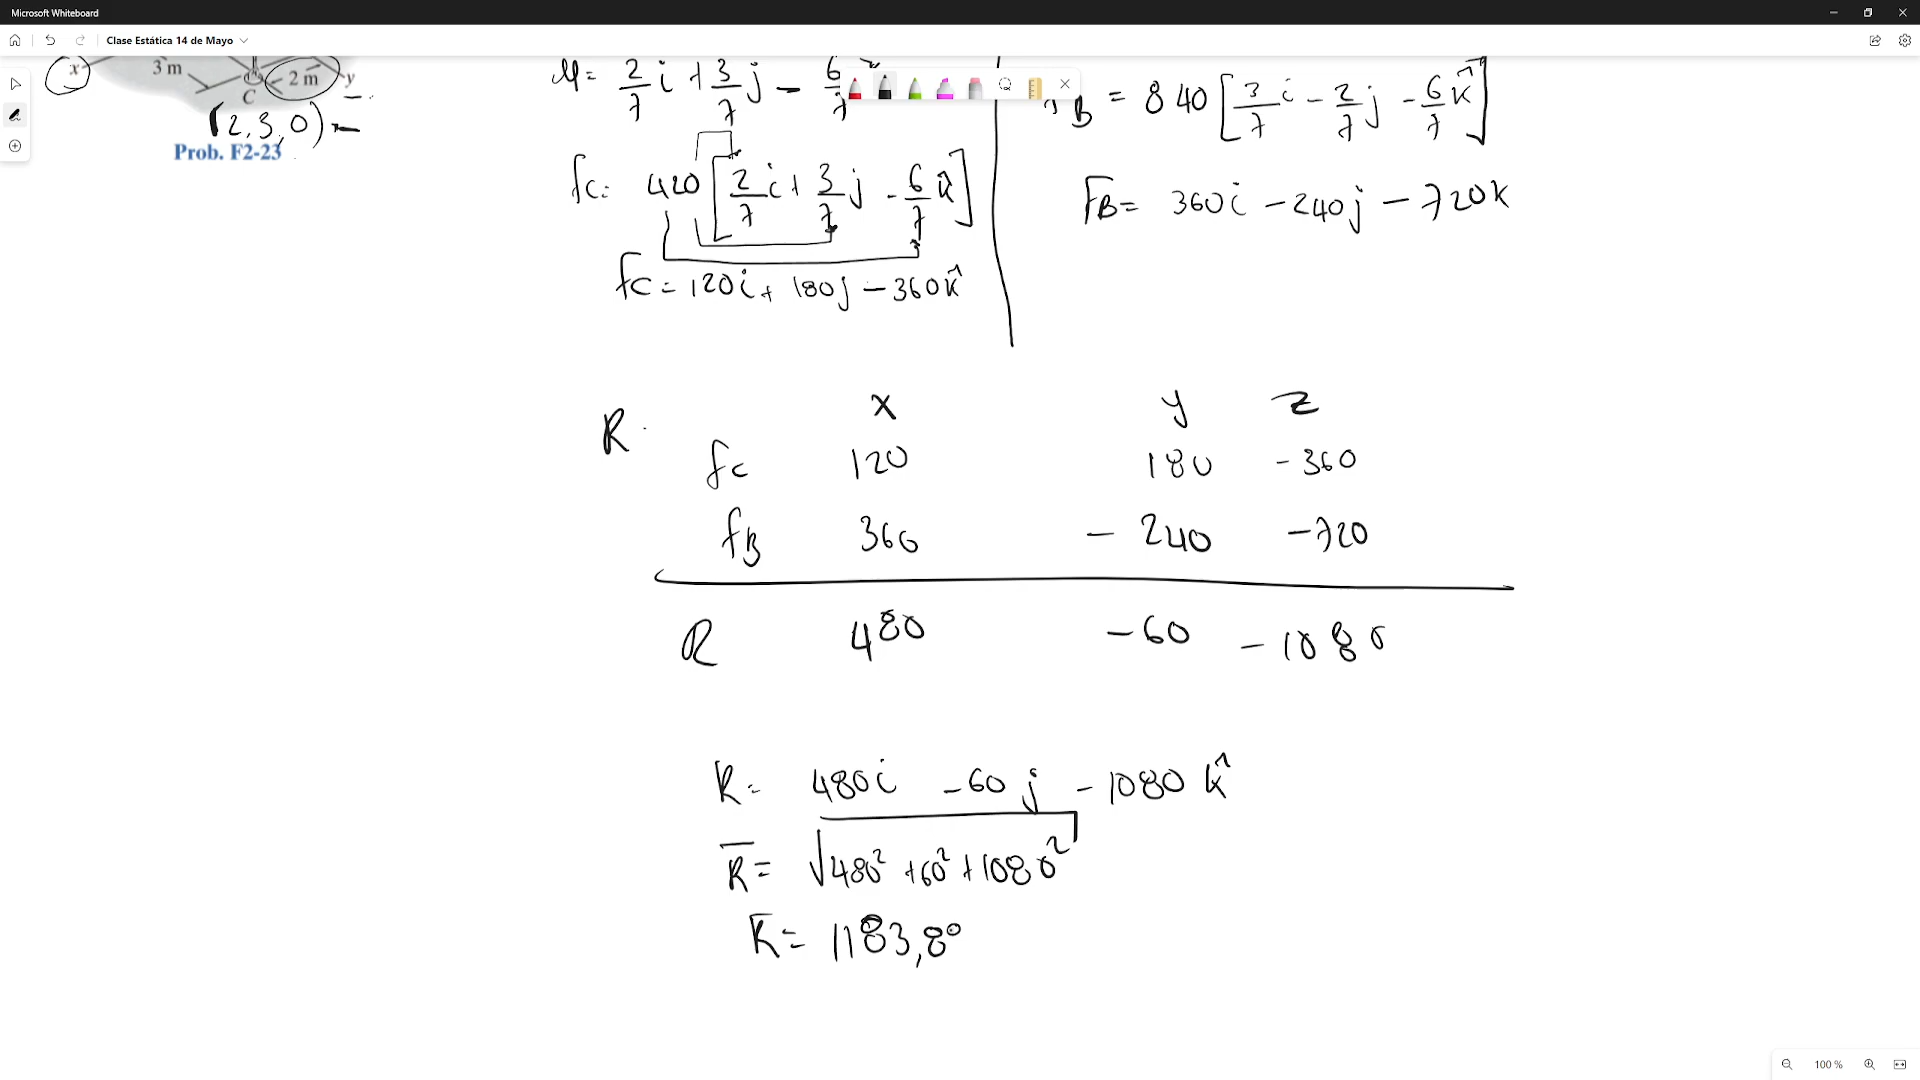 Microsoft Whiteboard
Clase Estática 14 de Mayo
x 3 m C 2 m y
(2,3,0)
Prob. F2-23
μ = 2/7 i + 3/7 j - 6/7
fc = 420 [2/7 i + 3/7 j - 6/7 k̂]
fc = 120i + 180j - 360k̂
B = 840 [3/7 i - 2/7 j - 6/7 k̂]
FB = 360i - 240j - 720k
R
x y z
fc 120 180 -360
fB 360 -240 -720
R 480 -60 -1080
R = 480i - 60j - 1080 k̂
R̅ = √480² + 60² + 1080²
R̅ = 1183,8°
100 %